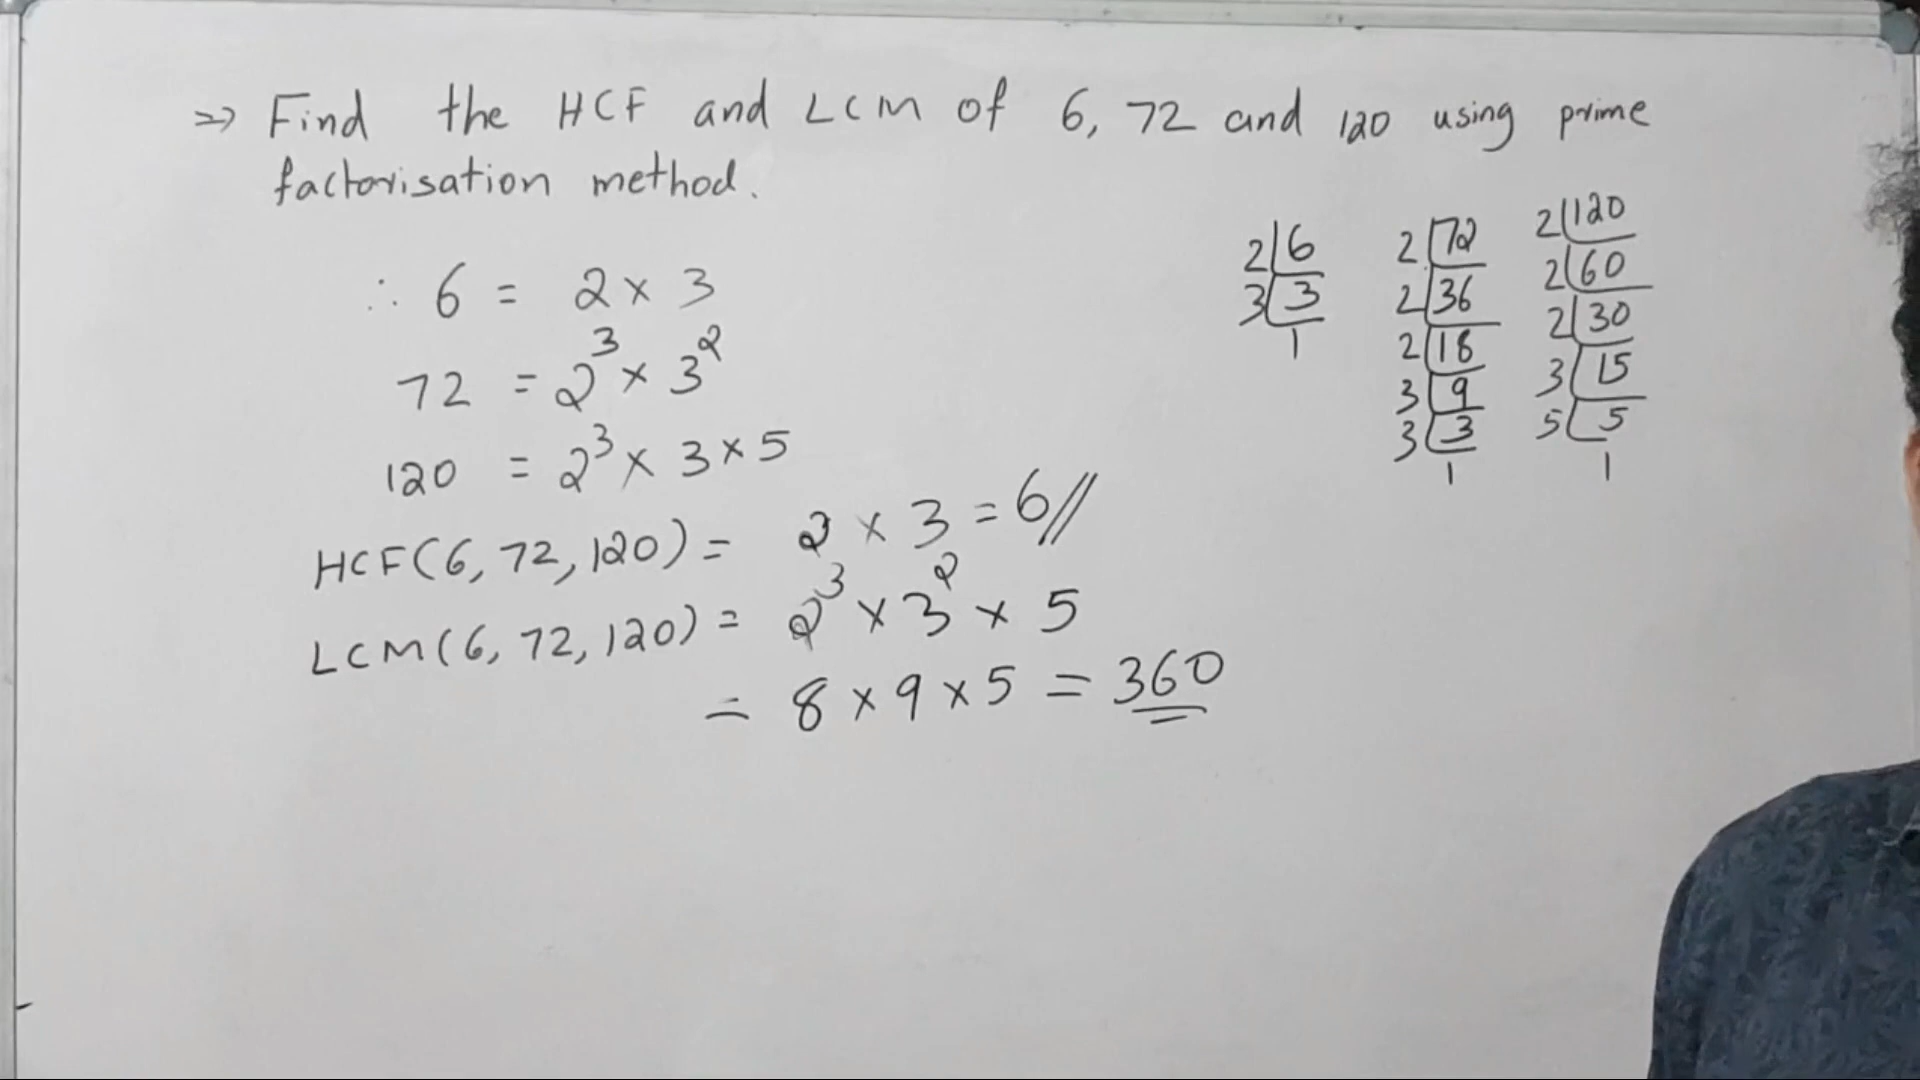 ⇒ Find the HCF and LCM of 6, 72 and 120 using prime
factorisation method.
∴ 6 = 2 × 3
72 = 2³ × 3²
120 = 2³ × 3 × 5
HCF(6, 72, 120) = 2 × 3 = 6//
LCM(6, 72, 120) = 2³ × 3² × 5
= 8 × 9 × 5 = 360
2|6
3|3
1
2|72
2|36
2|18
3|9
3|3
1
2|120
2|60
2|30
3|15
5|5
1